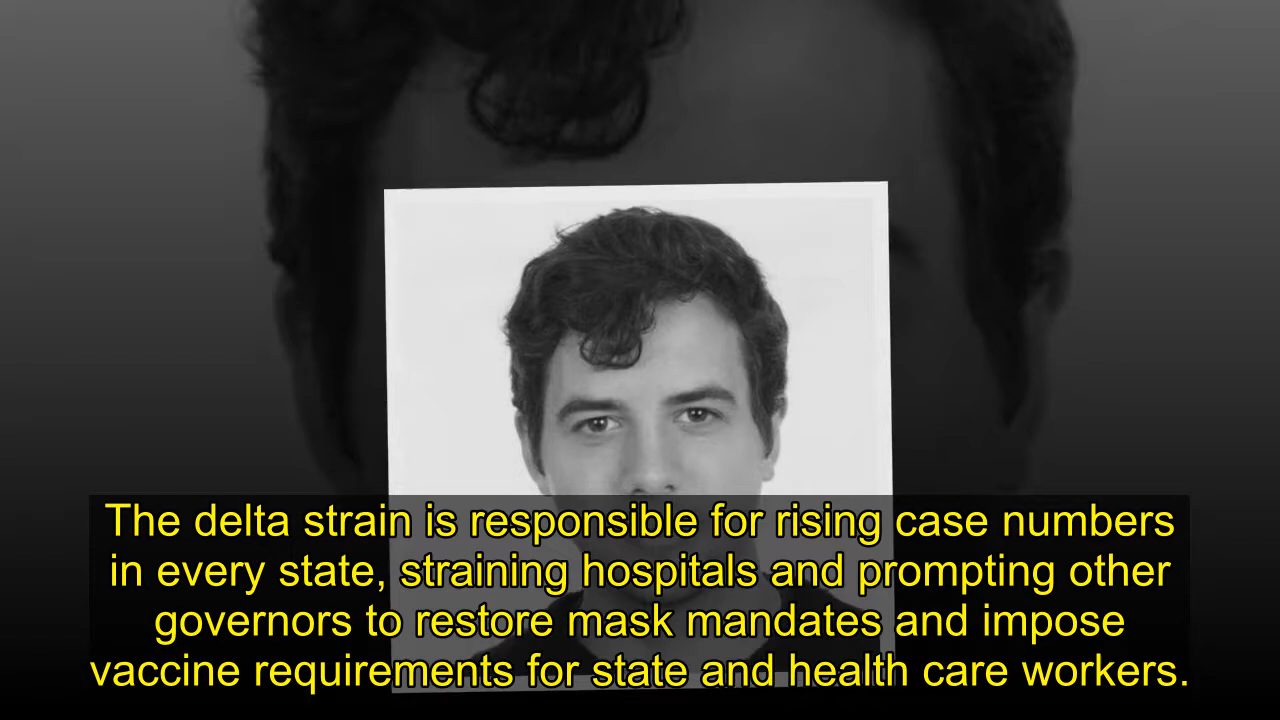 The delta strain is responsible for rising case numbers
in every state, straining hospitals and prompting other
governors to restore mask mandates and impose
vaccine requirements for state and health care workers.